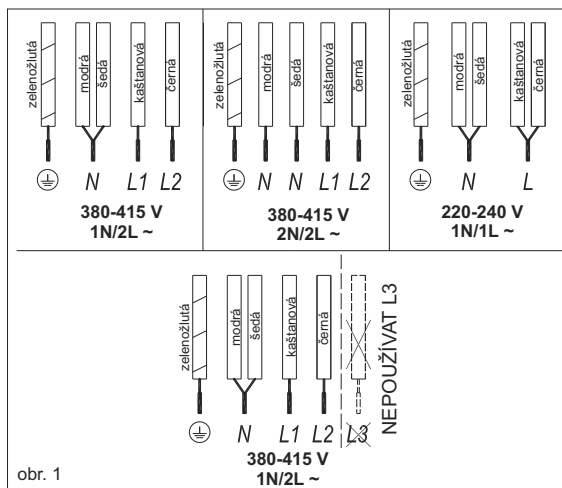 zelenožlutá modrá šedá kaštanová černá
N L1 L2
380-415 V
1N/2L ~
zelenožlutá modrá šedá kaštanová černá
N N L1 L2
380-415 V
2N/2L ~
zelenožlutá modrá šedá kaštanová černá
N L
220-240 V
1N/1L ~
zelenožlutá modrá šedá kaštanová černá
NEPOUŽÍVAT L3
N L1 L2 L3
380-415 V
1N/2L ~
obr. 1